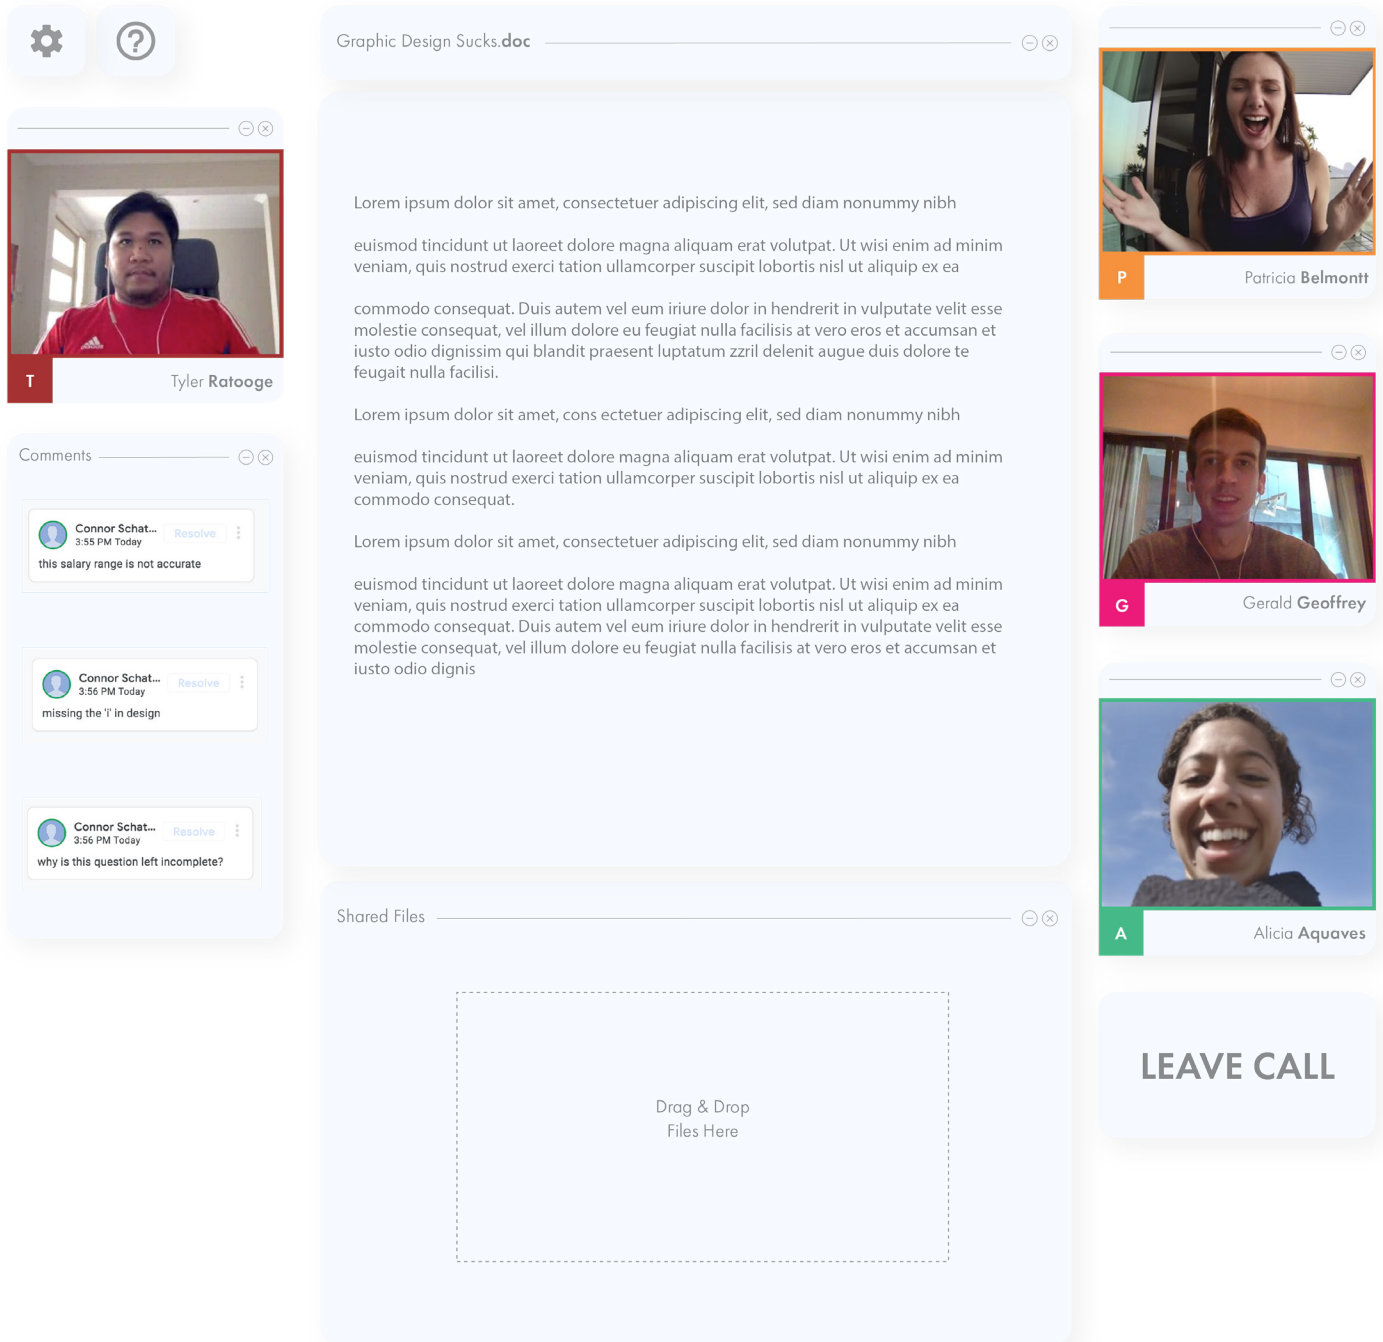 Graphic Design Sucks.doc
T
Tyler Ratooge
Comments
Connor Schat...
3:55 PM Today
Resolve
this salary range is not accurate
Connor Schat...
3:56 PM Today
Resolve
missing the 'i' in design
Connor Schat...
3:56 PM Today
Resolve
why is this question left incomplete?
Lorem ipsum dolor sit amet, consectetuer adipiscing elit, sed diam nonummy nibh
euismod tincidunt ut laoreet dolore magna aliquam erat volutpat. Ut wisi enim ad minim
veniam, quis nostrud exerci tation ullamcorper suscipit lobortis nisl ut aliquip ex ea
commodo consequat. Duis autem vel eum iriure dolor in hendrerit in vulputate velit esse
molestie consequat, vel illum dolore eu feugiat nulla facilisis at vero eros et accumsan et
iusto odio dignissim qui blandit praesent luptatum zzril delenit augue duis dolore te
feugait nulla facilisi.
Lorem ipsum dolor sit amet, cons ectetuer adipiscing elit, sed diam nonummy nibh
euismod tincidunt ut laoreet dolore magna aliquam erat volutpat. Ut wisi enim ad minim
veniam, quis nostrud exerci tation ullamcorper suscipit lobortis nisl ut aliquip ex ea
commodo consequat.
Lorem ipsum dolor sit amet, consectetuer adipiscing elit, sed diam nonummy nibh
euismod tincidunt ut laoreet dolore magna aliquam erat volutpat. Ut wisi enim ad minim
veniam, quis nostrud exerci tation ullamcorper suscipit lobortis nisl ut aliquip ex ea
commodo consequat. Duis autem vel eum iriure dolor in hendrerit in vulputate velit esse
molestie consequat, vel illum dolore eu feugiat nulla facilisis at vero eros et accumsan et
iusto odio dignis
Shared Files
Drag & Drop
Files Here
P
Patricia Belmontt
G
Gerald Geoffrey
A
Alicia Aquaves
LEAVE CALL